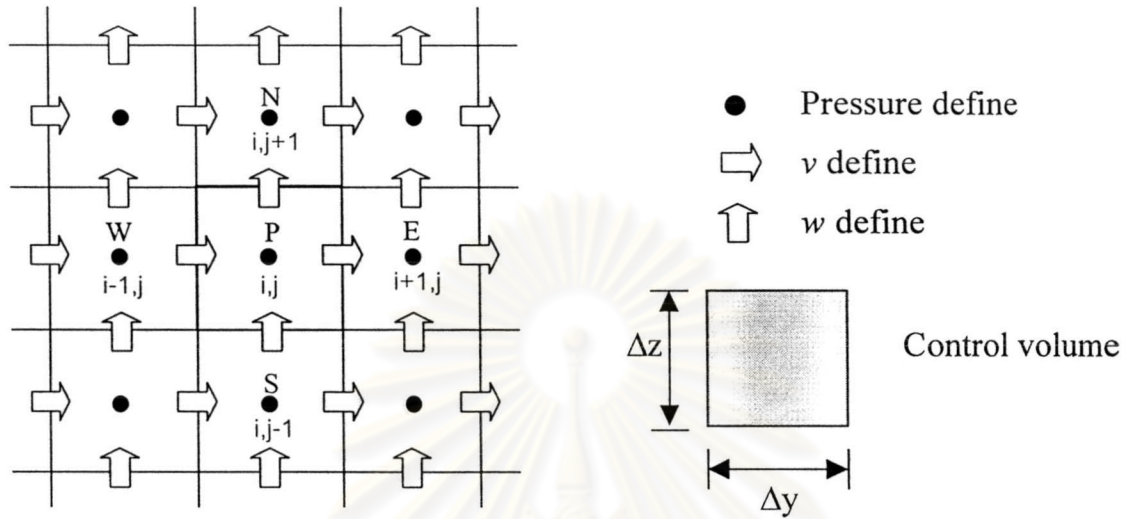 N
i,j+1
W
P
E
i-1,j
i,j
i+1,j
S
i,j-1
Pressure define
v define
w define
Δz
Control volume
Δy